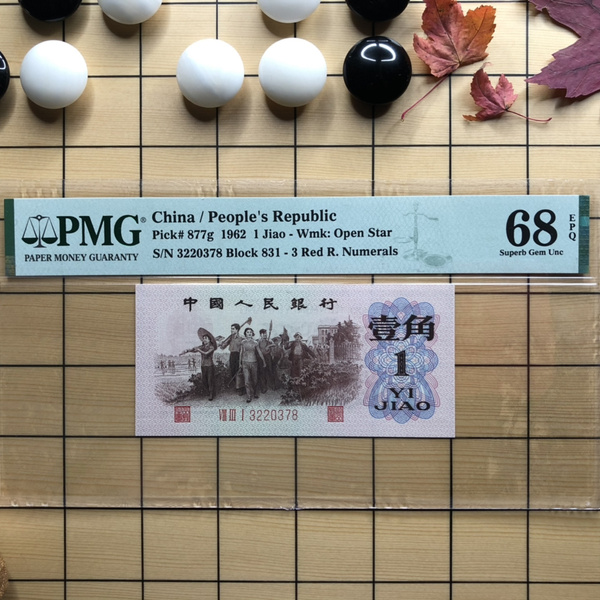 PMG®
PAPER MONEY GUARANTY
China / People's Republic
Pick# 877g 1962 1 Jiao - Wmk: Open Star
S/N 3220378 Block 831 - 3 Red R. Numerals
68
EPQ
Superb Gem Unc
中國人民銀行
壹角
1
YI
JIAO
VIII III I 3220378